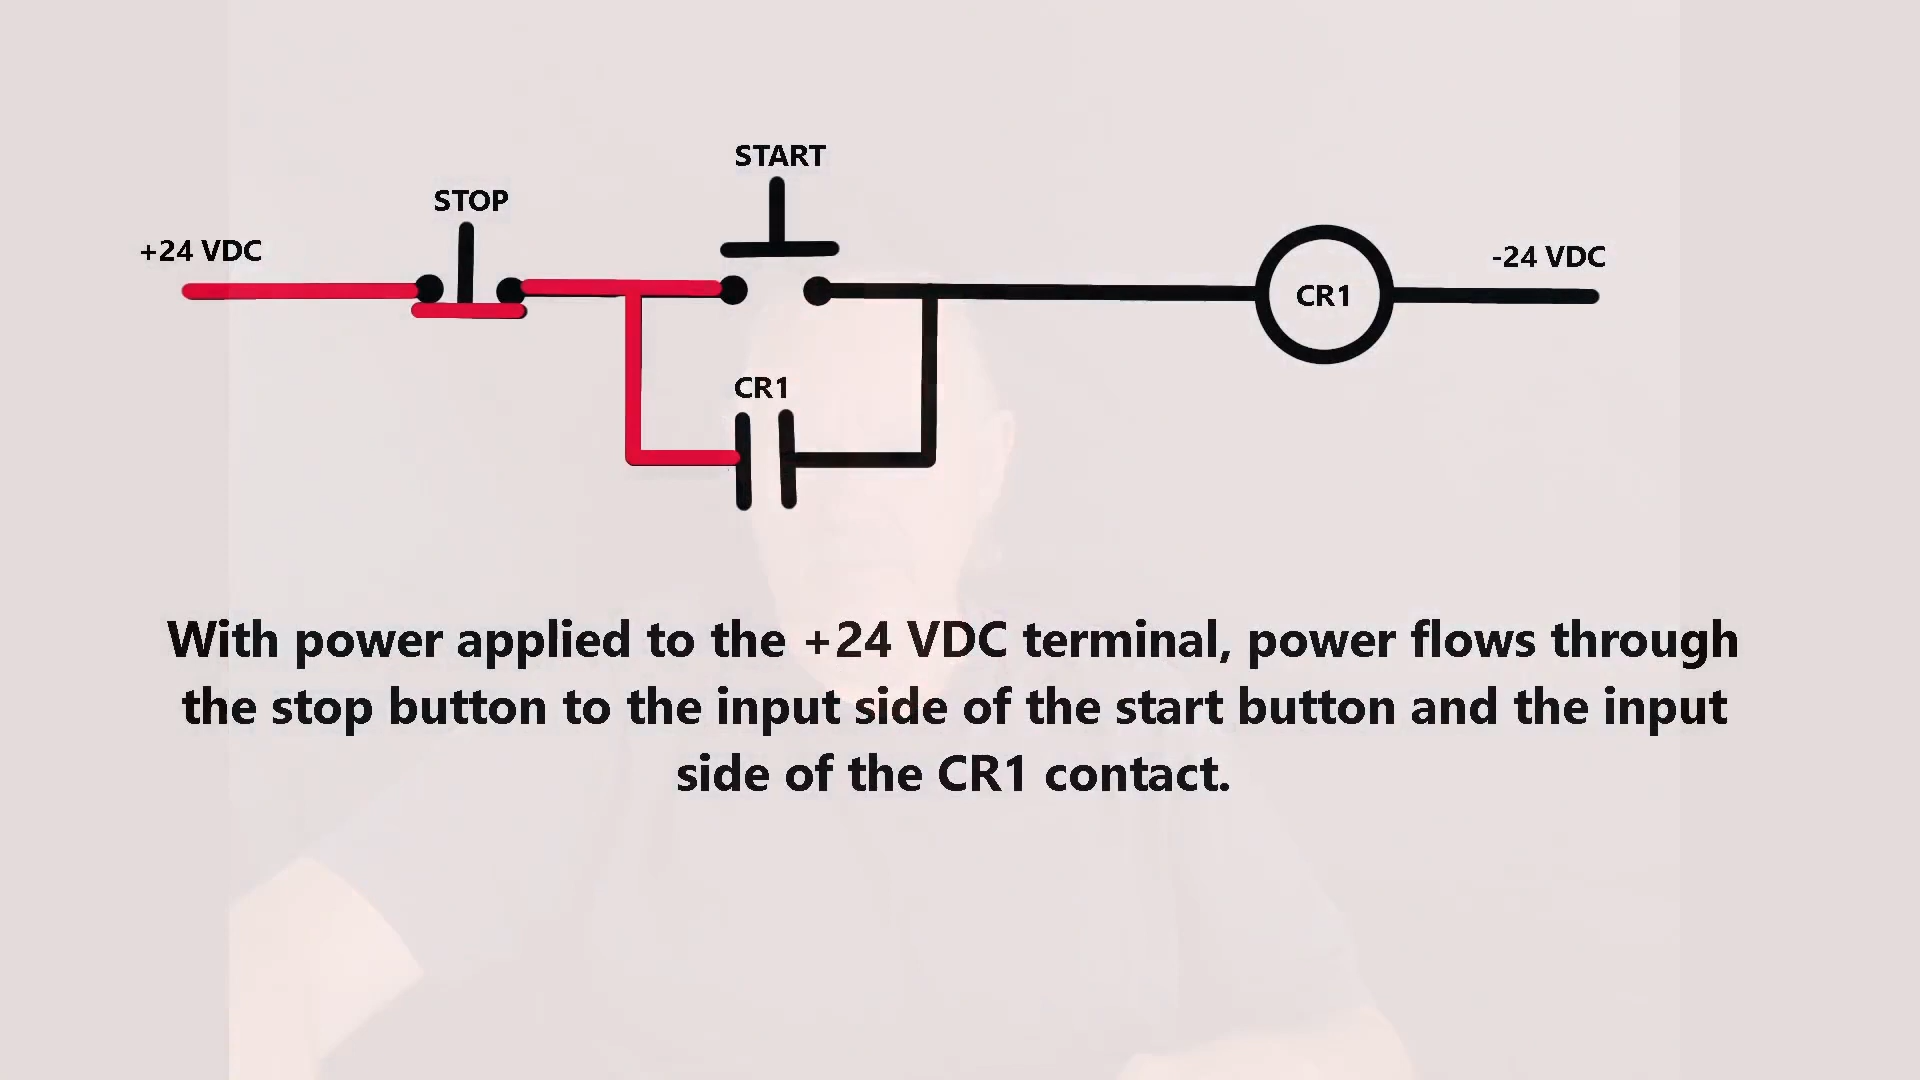 START
STOP
+24 VDC
-24 VDC
CR1
CR1
With power applied to the +24 VDC terminal, power flows through
the stop button to the input side of the start button and the input
side of the CR1 contact.